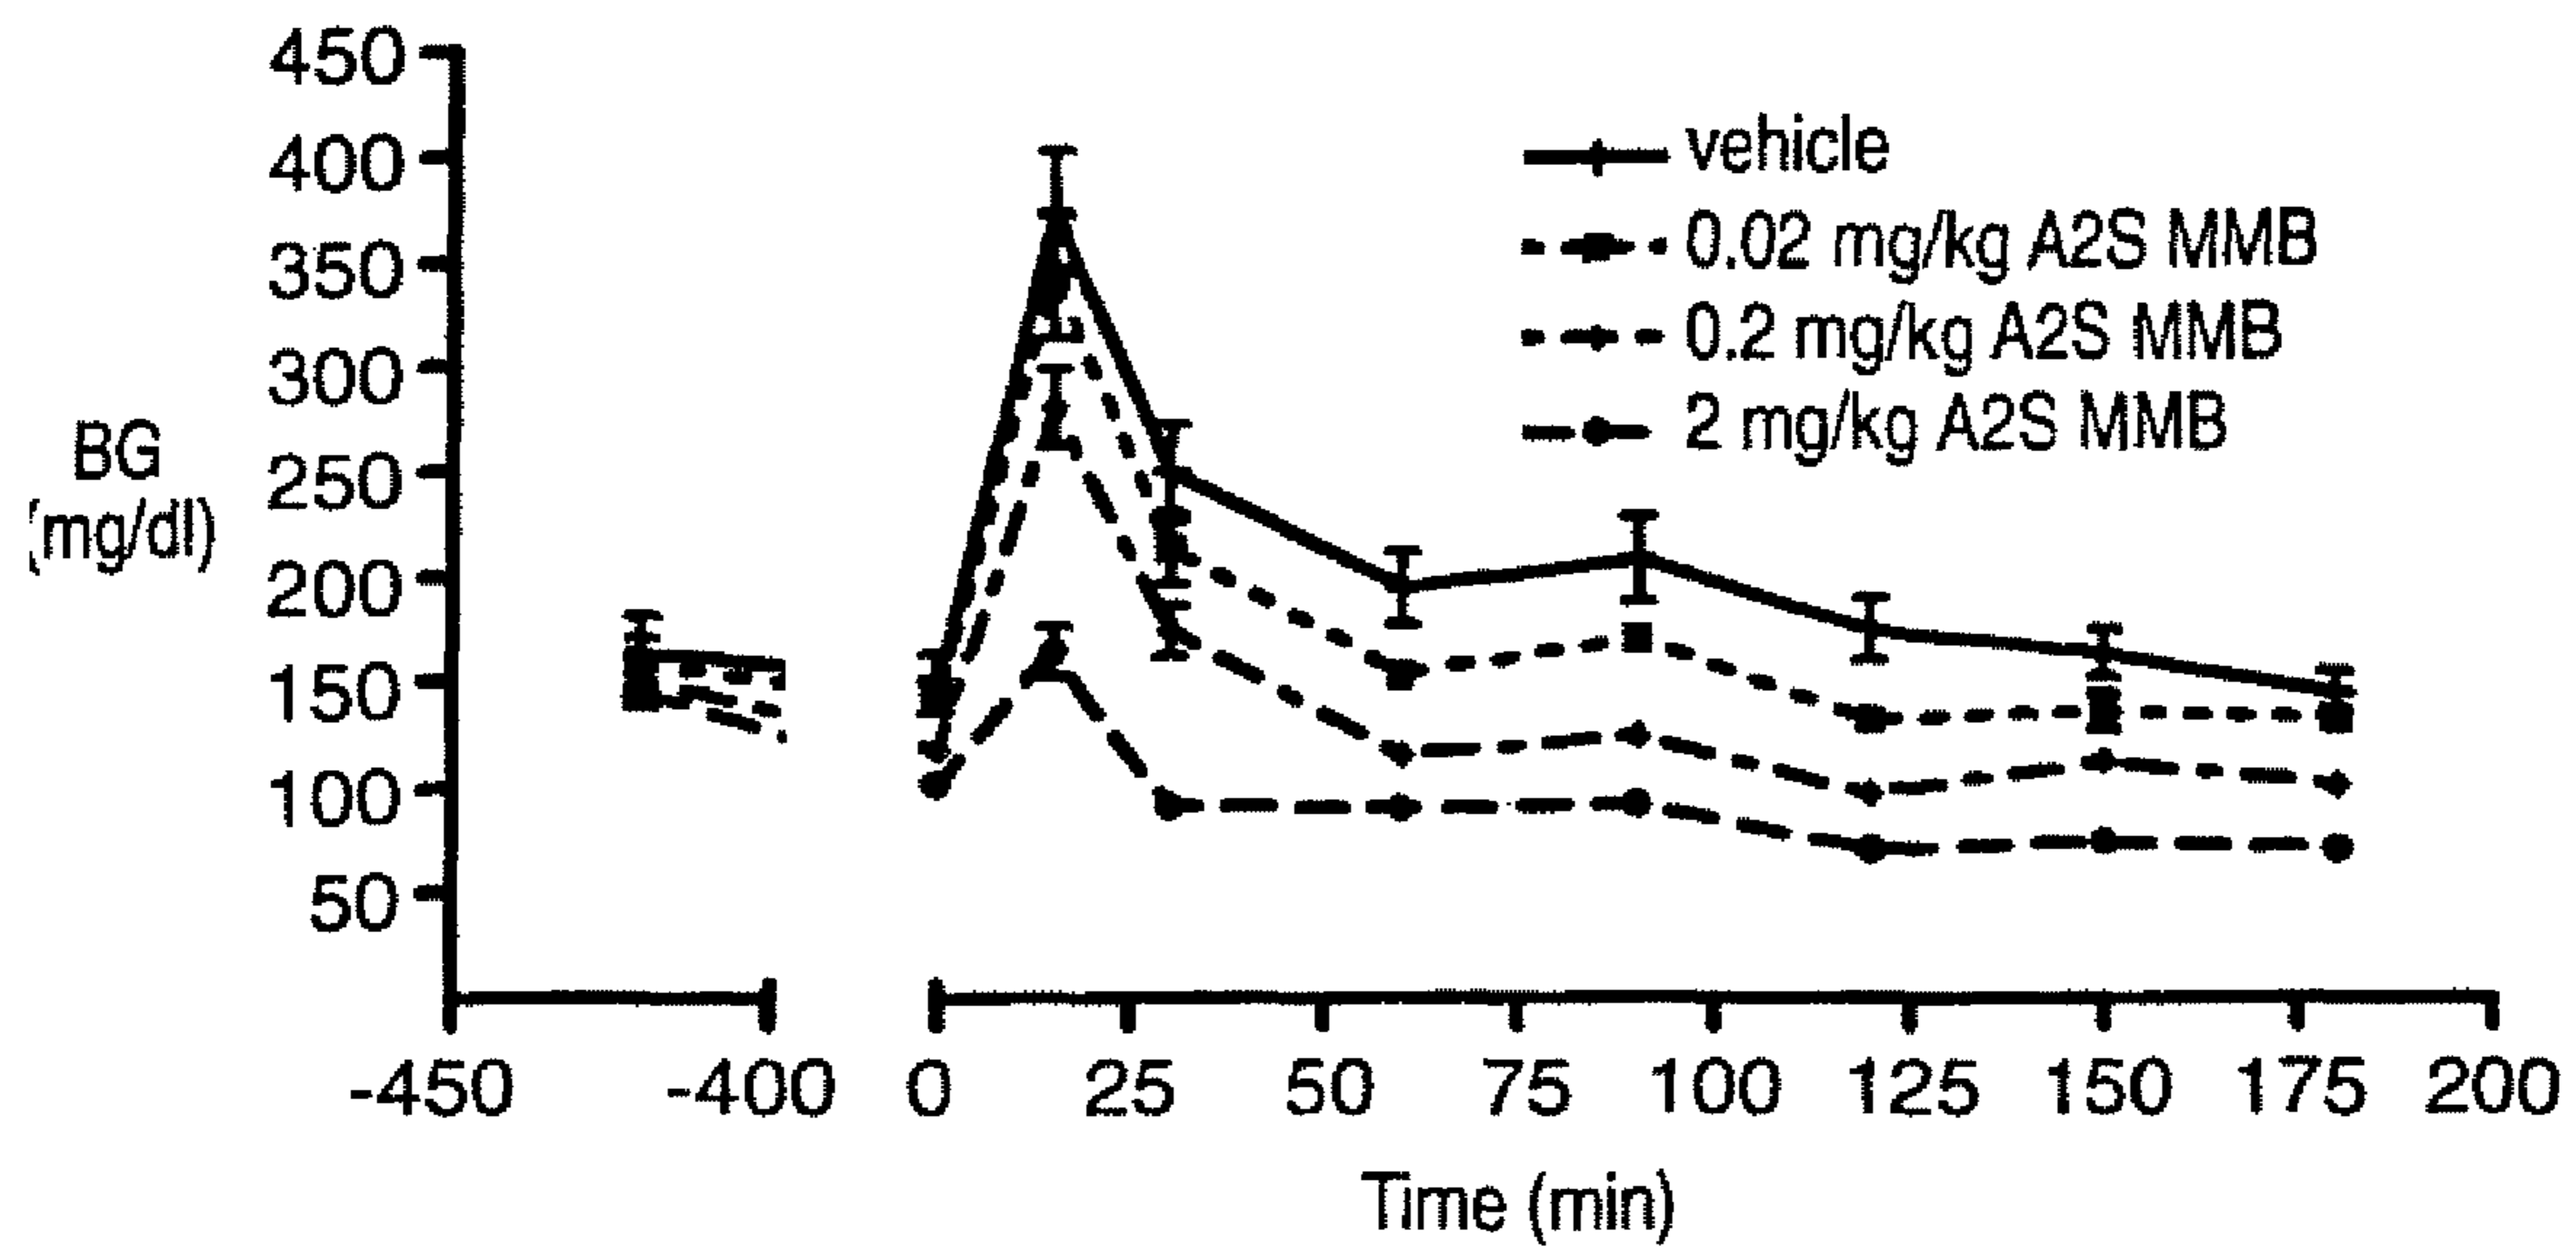 450
400
350
300
250
200
150
100
50
BG
(mg/dl)
vehicle
0.02 mg/kg A2S MMB
0.2 mg/kg A2S MMB
2 mg/kg A2S MMB
-450 -400 0 25 50 75 100 125 150 175 200
Time (min)